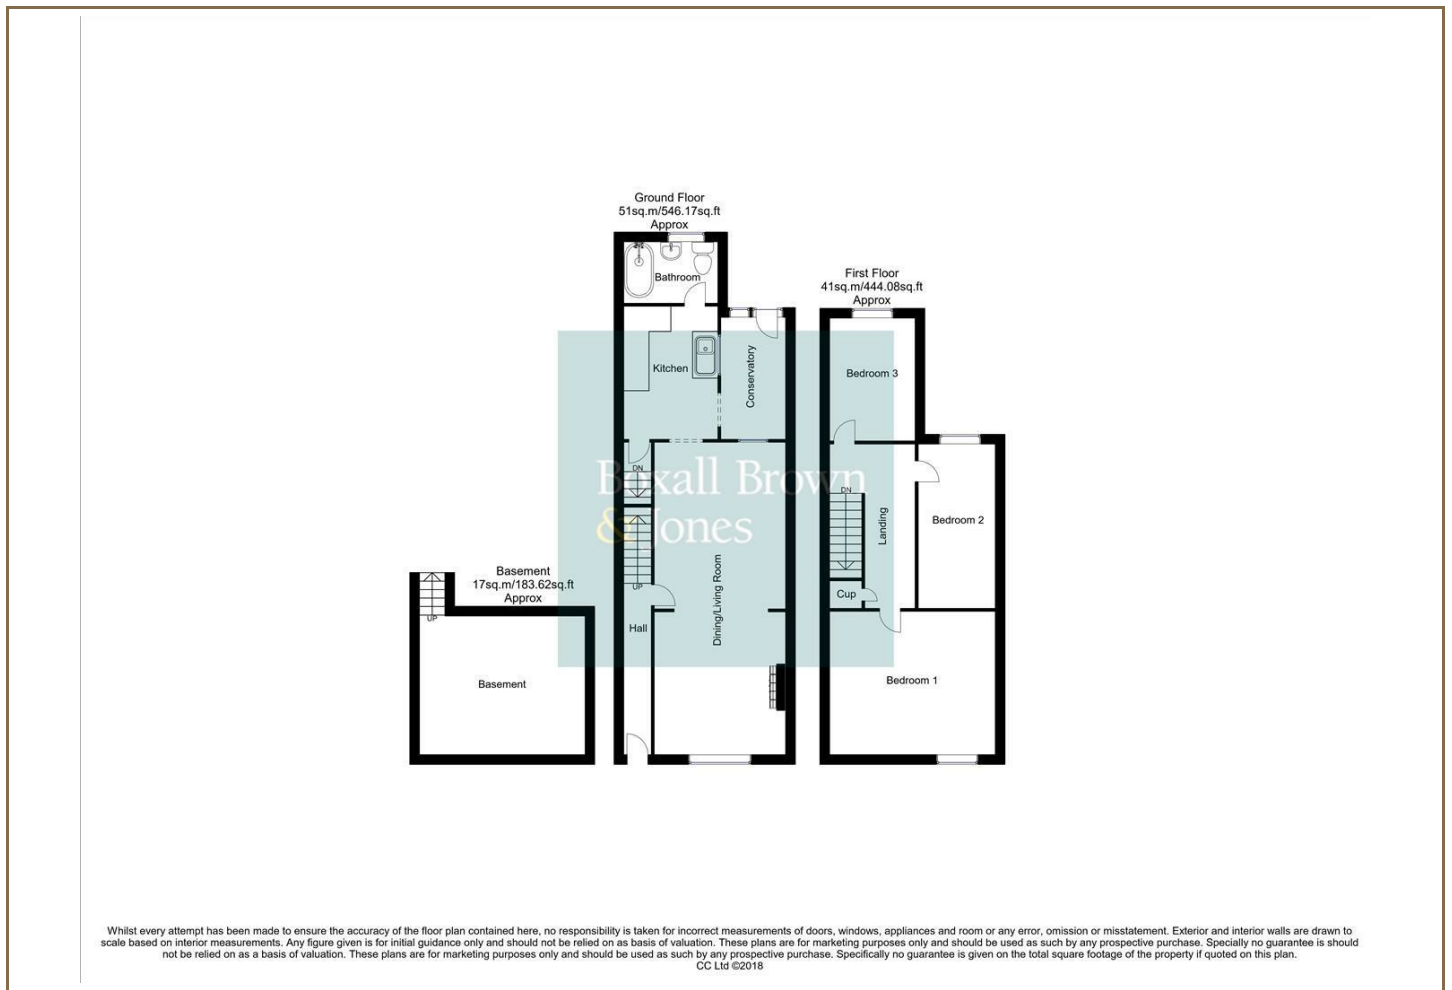 Ground Floor
51sq.m/546.17sq.ft
Approx
Bathroom
Kitchen
Conservatory
DN
UP
Hall
Dining/Living Room
First Floor
41sq.m/444.08sq.ft
Approx
Bedroom 3
DN
Landing
Bedroom 2
Cup
Bedroom 1
Basement
17sq.m/183.62sq.ft
Approx
UP
Basement
Boxall Brown
& Jones
Whilst every attempt has been made to ensure the accuracy of the floor plan contained here, no responsibility is taken for incorrect measurements of doors, windows, appliances and room or any error, omission or misstatement. Exterior and interior walls are drawn to
scale based on interior measurements. Any figure given is for initial guidance only and should not be relied on as basis of valuation. These plans are for marketing purposes only and should be used as such by any prospective purchase. Specially no guarantee is should
not be relied on as a basis of valuation. These plans are for marketing purposes only and should be used as such by any prospective purchase. Specifically no guarantee is given on the total square footage of the property if quoted on this plan.
CC Ltd ©2018